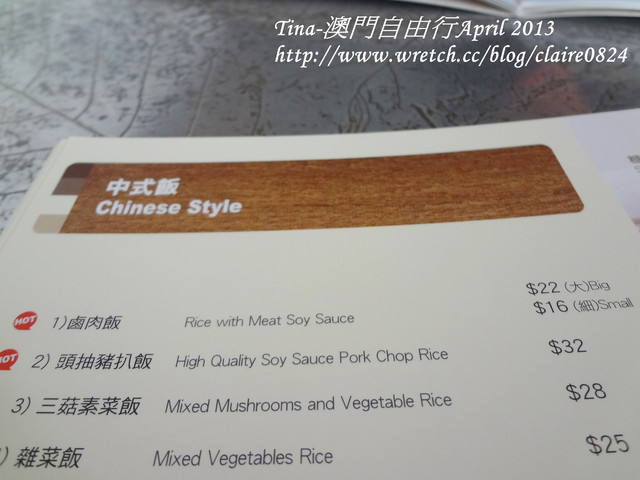 Tina-澳門自由行April 2013
http://www.wretch.cc/blog/claire0824
中式飯
Chinese Style
HOT 1)鹵肉飯 Rice with Meat Soy Sauce $22 (大)Big
$16 (細)Small
HOT 2) 頭抽豬扒飯 High Quality Soy Sauce Pork Chop Rice $32
3) 三菇素菜飯 Mixed Mushrooms and Vegetable Rice $28
) 雜菜飯 Mixed Vegetables Rice $25